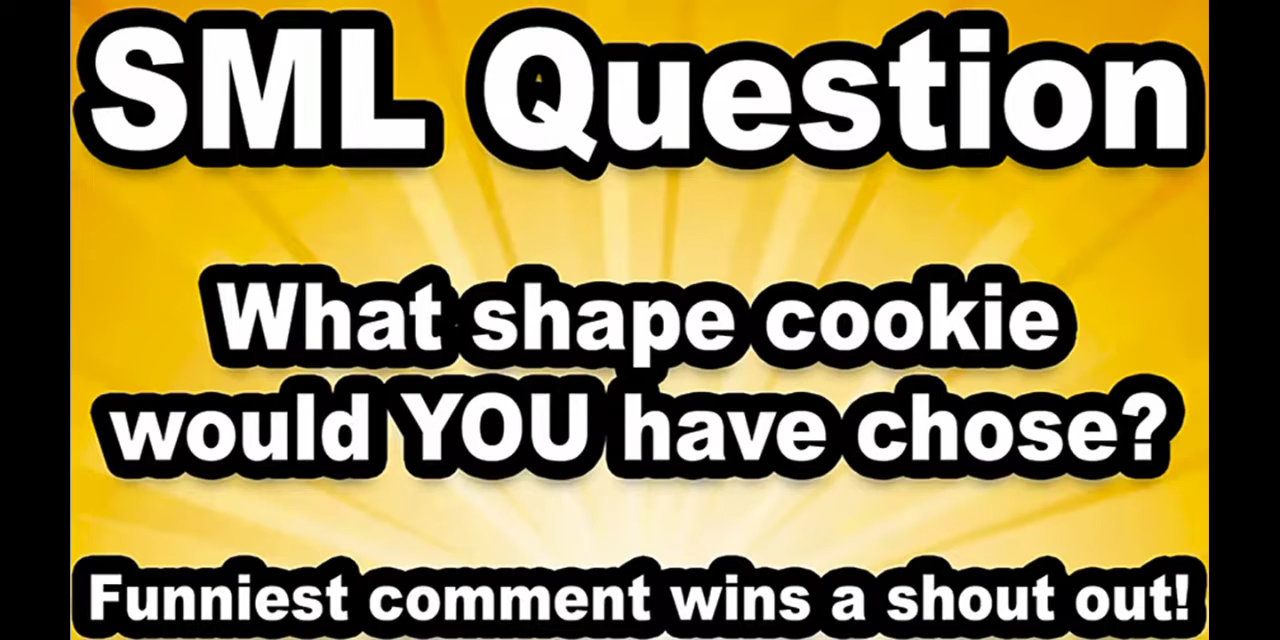 SML Question
What shape cookie
would YOU have chose?
Funniest comment wins a shout out!